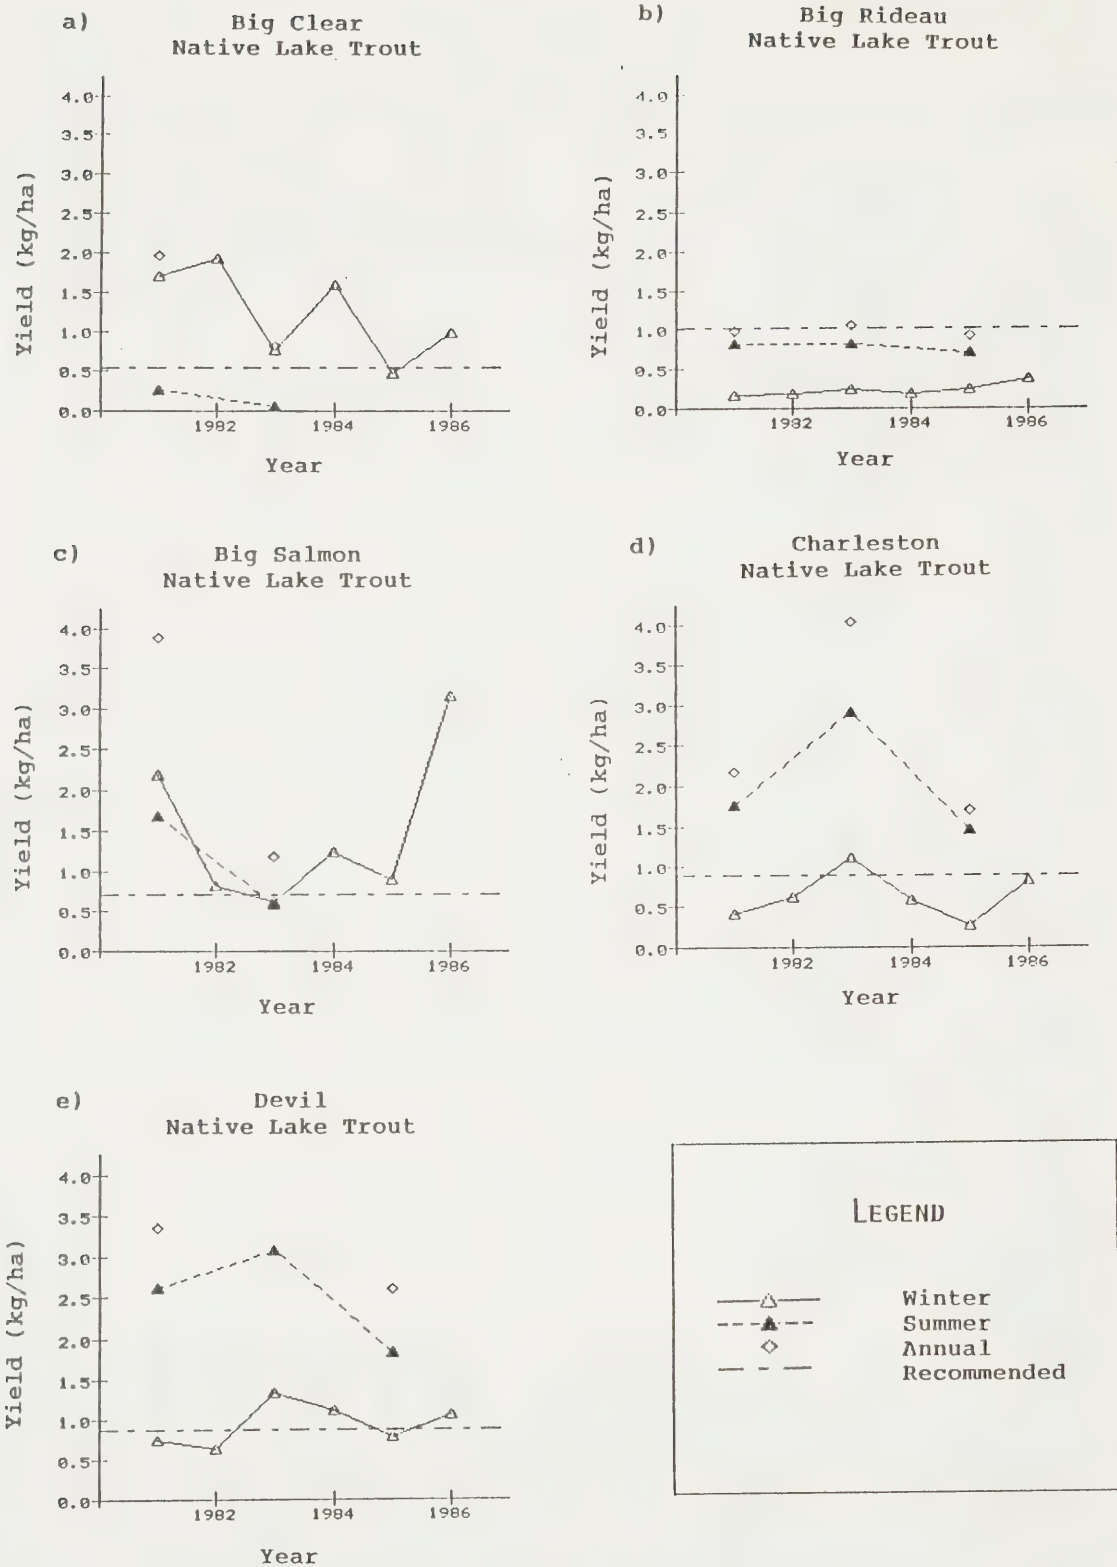 a)
Big Clear
Native Lake Trout
4.0
3.5
3.0
2.5
2.0
1.5
1.0
0.5
0.0
Yield (kg/ha)
1982 1984 1986
Year
b)
Big Rideau
Native Lake Trout
4.0
3.5
3.0
2.5
2.0
1.5
1.0
0.5
0.0
Yield (kg/ha)
1982 1984 1986
Year
c)
Big Salmon
Native Lake Trout
4.0
3.5
3.0
2.5
2.0
1.5
1.0
0.5
0.0
Yield (kg/ha)
1982 1984 1986
Year
d)
Charleston
Native Lake Trout
4.0
3.5
3.0
2.5
2.0
1.5
1.0
0.5
0.0
Yield (kg/ha)
1982 1984 1986
Year
e)
Devil
Native Lake Trout
4.0
3.5
3.0
2.5
2.0
1.5
1.0
0.5
0.0
Yield (kg/ha)
1982 1984 1986
Year
LEGEND
Winter
Summer
Annual
Recommended